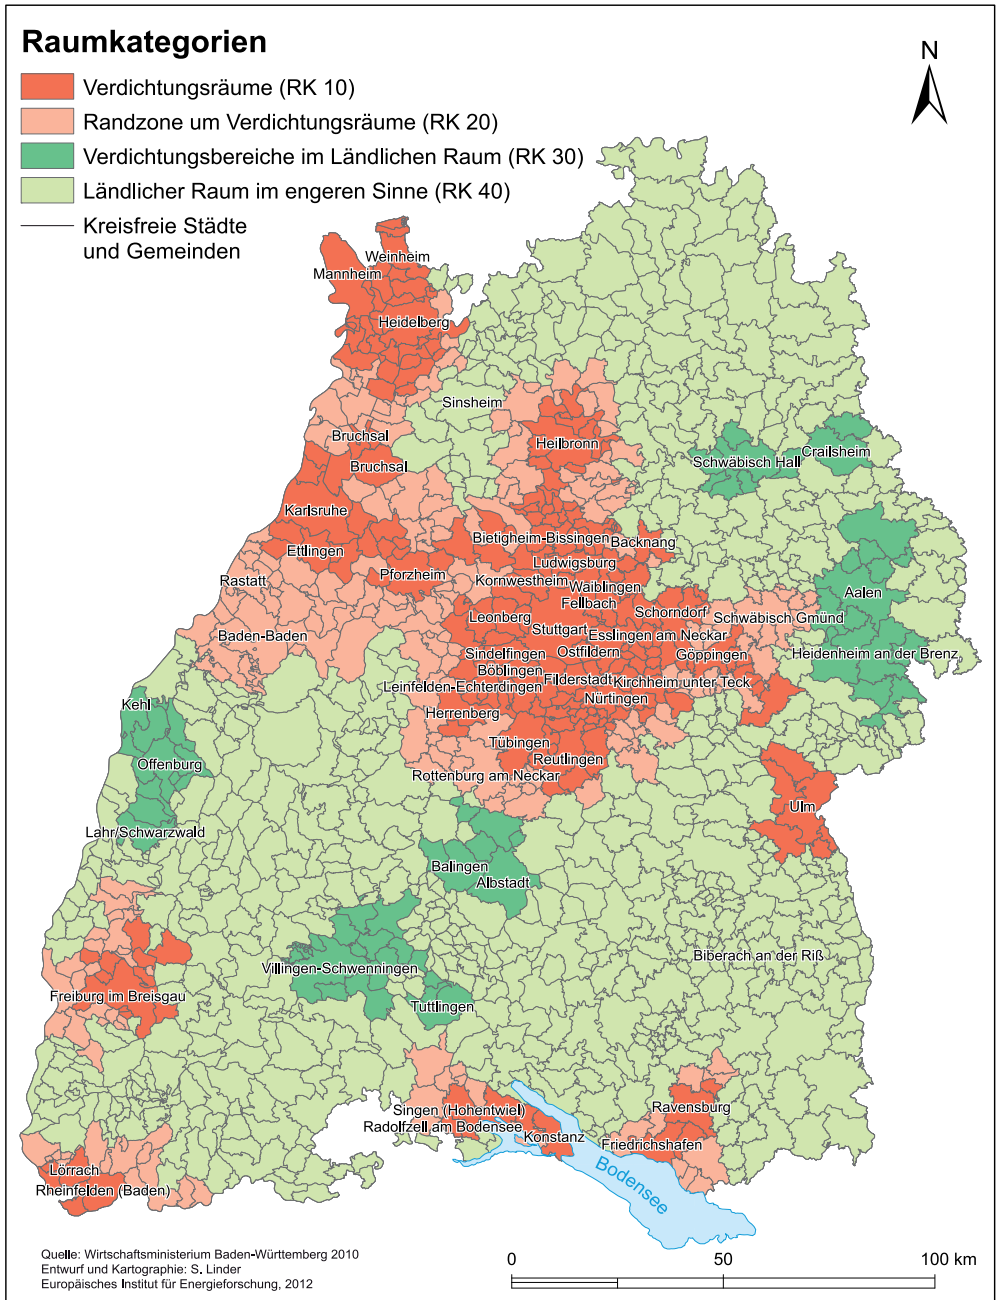 Raumkategorien
Verdichtungsräume (RK 10)
Randzone um Verdichtungsräume (RK 20)
Verdichtungsbereiche im Ländlichen Raum (RK 30)
Ländlicher Raum im engeren Sinne (RK 40)
Kreisfreie Städte
und Gemeinden
N
Weinheim
Mannheim
Heidelberg
Sinsheim
Bruchsal
Heilbronn
Crailsheim
Schwäbisch Hall
Bruchsal
Karlsruhe
Bietigheim-Bissingen
Backnang
Ettlingen
Ludwigsburg
Pforzheim
Kornwestheim
Waiblingen
Rastatt
Aalen
Fellbach
Schorndorf
Leonberg
Schwäbisch Gmünd
Stuttgart
Esslingen am Neckar
Baden-Baden
Ostfildern
Sindelfingen
Göppingen
Heidenheim an der Brenz
Böblingen
Filderstadt
Kirchheim unter Teck
Leinfelden-Echterdingen
Nürtingen
Kehl
Herrenberg
Tübingen
Reutlingen
Offenburg
Rottenburg am Neckar
Ulm
Lahr/Schwarzwald
Balingen
Albstadt
Biberach an der Riß
Villingen-Schwenningen
Freiburg im Breisgau
Tuttlingen
Ravensburg
Singen (Hohentwiel)
Radolfzell am Bodensee
Konstanz
Friedrichshafen
Lörrach
Rheinfelden (Baden)
Bodensee
Quelle: Wirtschaftsministerium Baden-Württemberg 2010
Entwurf und Kartographie: S. Linder
Europäisches Institut für Energieforschung, 2012
0 50 100 km